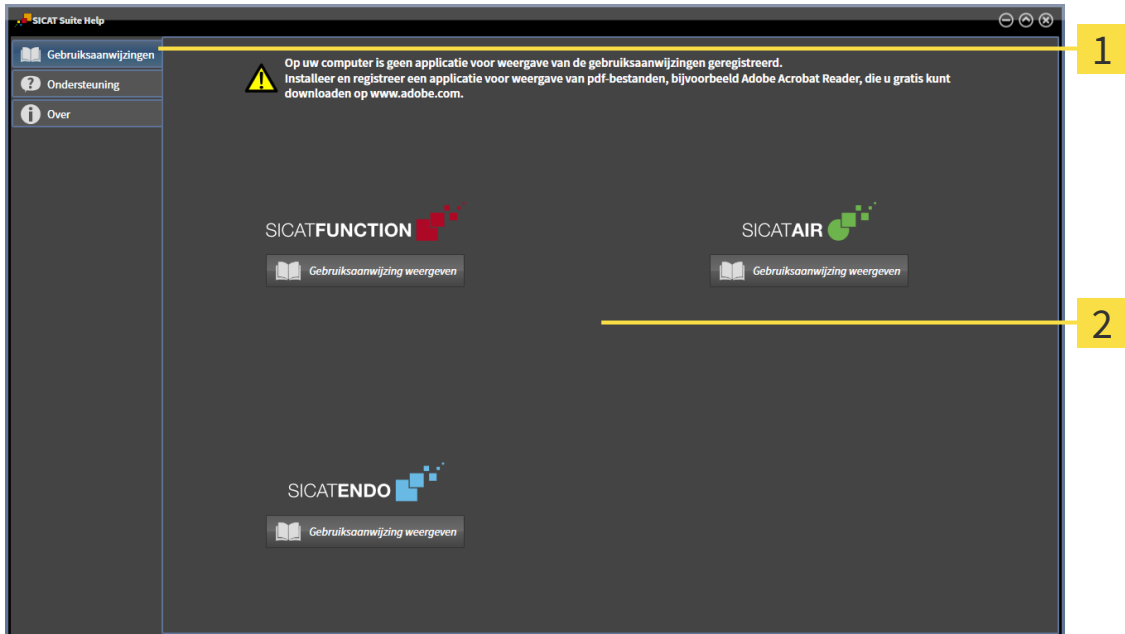 SICAT Suite Help
Gebruiksaanwijzingen
Ondersteuning
Over
Op uw computer is geen applicatie voor weergave van de gebruiksaanwijzingen geregistreerd.
Installeer en registreer een applicatie voor weergave van pdf-bestanden, bijvoorbeeld Adobe Acrobat Reader, die u gratis kunt
downloaden op www.adobe.com.
1
SICATFUNCTION
SICATAIR
Gebruiksaanwijzing weergeven
Gebruiksaanwijzing weergeven
2
SICATENDO
Gebruiksaanwijzing weergeven